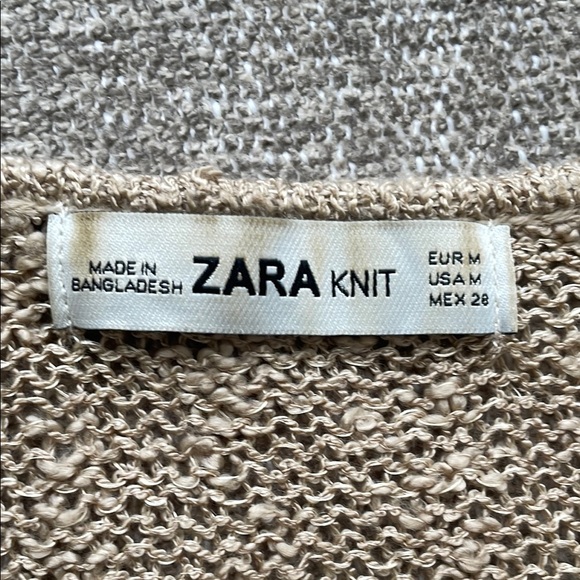 MADE IN
BANGLADESH
ZARA KNIT
EUR M
USA M
MEX 28